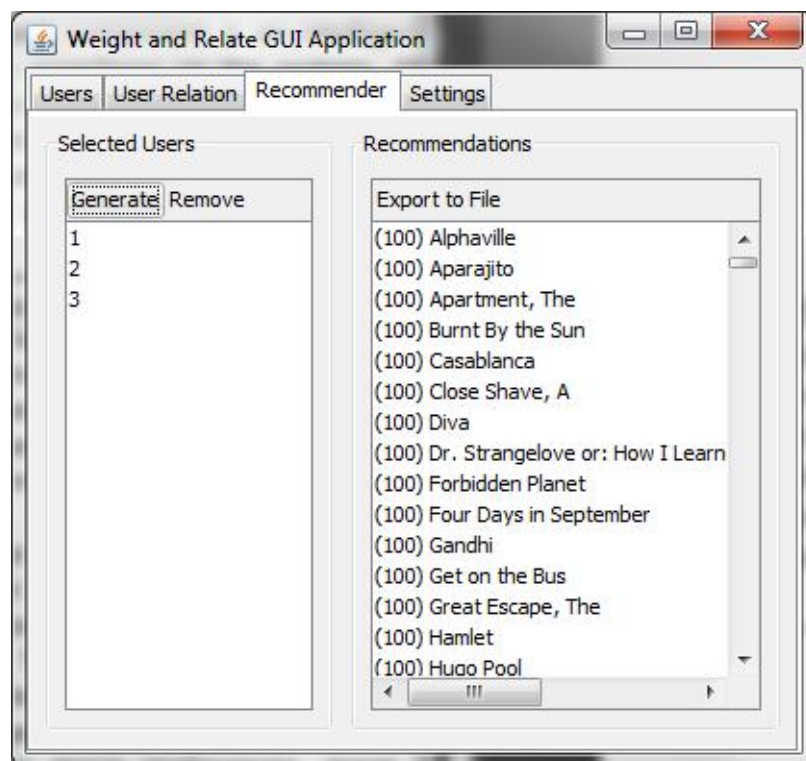 Weight and Relate GUI Application
Users User Relation Recommender Settings
Selected Users
Generate Remove
1
2
3
Recommendations
Export to File
(100) Alphaville
(100) Aparajito
(100) Apartment, The
(100) Burnt By the Sun
(100) Casablanca
(100) Close Shave, A
(100) Diva
(100) Dr. Strangelove or: How I Learn
(100) Forbidden Planet
(100) Four Days in September
(100) Gandhi
(100) Get on the Bus
(100) Great Escape, The
(100) Hamlet
(100) Hugo Pool